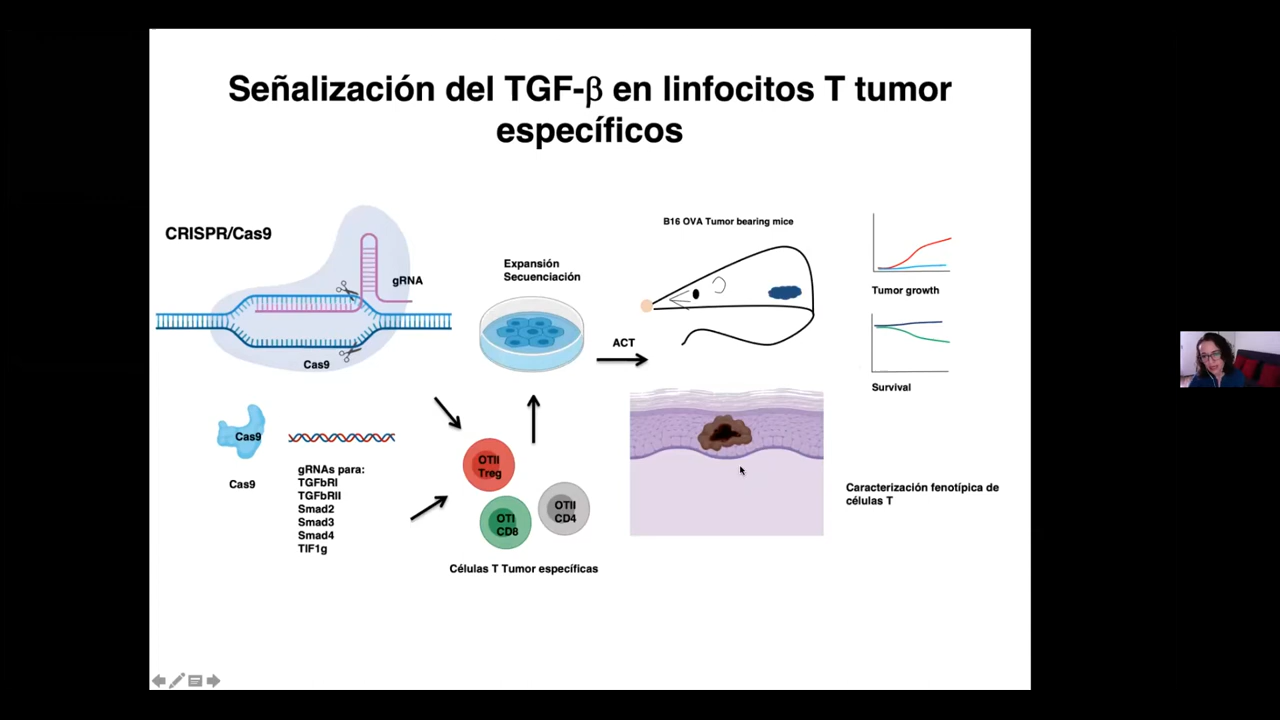 Señalización del TGF-β en linfocitos T tumor
específicos
CRISPR/Cas9
gRNA
Cas9
Cas9
Cas9
gRNAs para:
TGFbRI
TGFbRII
Smad2
Smad3
Smad4
TIF1g
Expansión
Secuenciación
OTII
Treg
OTI
CD8
OTII
CD4
Células T Tumor específicas
ACT
B16 OVA Tumor bearing mice
Tumor growth
Survival
Caracterización fenotípica de
células T